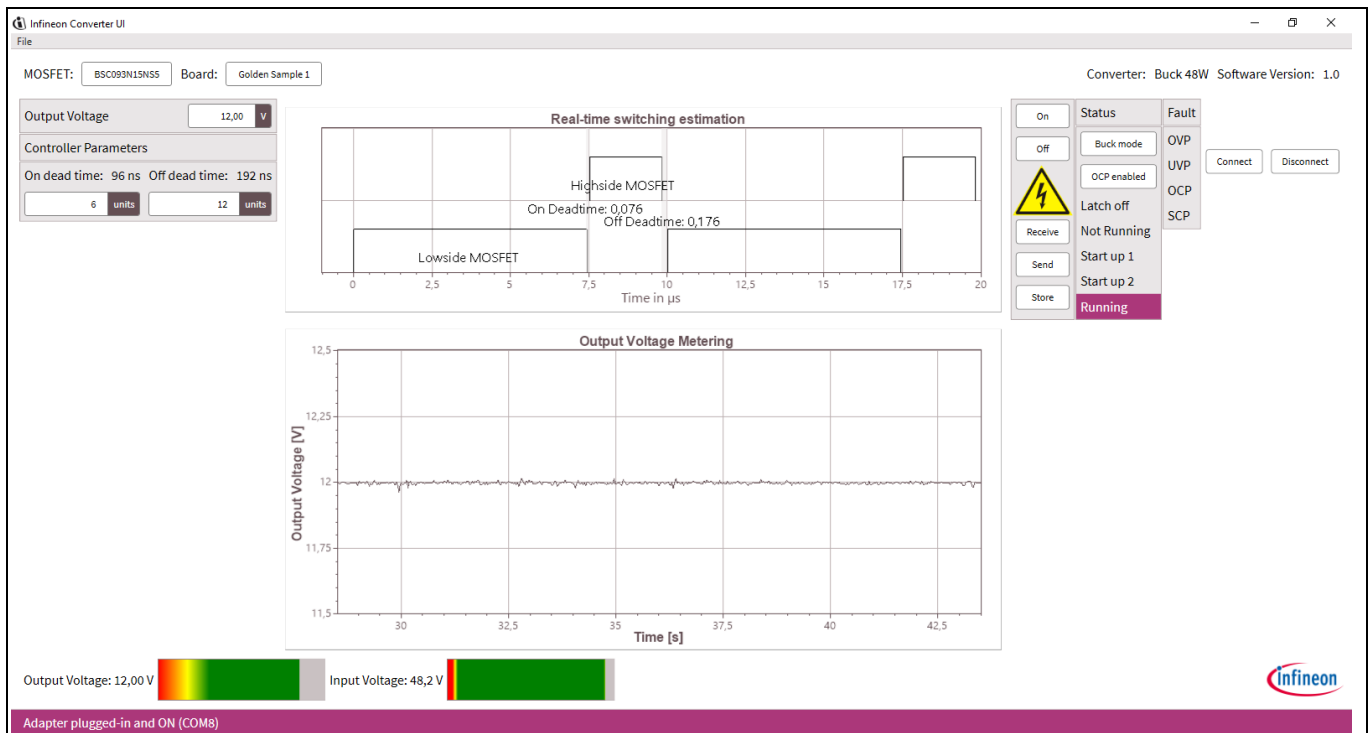 Infineon Converter UI
File
MOSFET: BSC093N15NS5 Board: Golden Sample 1
Converter: Buck 48W Software Version: 1.0
Output Voltage 12,00 V
Controller Parameters
On dead time: 96 ns Off dead time: 192 ns
6 units 12 units
Real-time switching estimation
Highside MOSFET
On Deadtime: 0,076
Off Deadtime: 0,176
Lowside MOSFET
0 2,5 5 7,5 10 12,5 15 17,5 20
Time in µs
On
Off
Receive
Send
Store
Status
Buck mode
OCP enabled
Latch off
Not Running
Start up 1
Start up 2
Running
Fault
OVP
UVP
OCP
SCP
Connect Disconnect
Output Voltage Metering
12,5
12,25
12
11,75
11,5
Output Voltage [V]
30 32,5 35 37,5 40 42,5
Time [s]
Output Voltage: 12,00 V
Input Voltage: 48,2 V
infineon
Adapter plugged-in and ON (COM8)